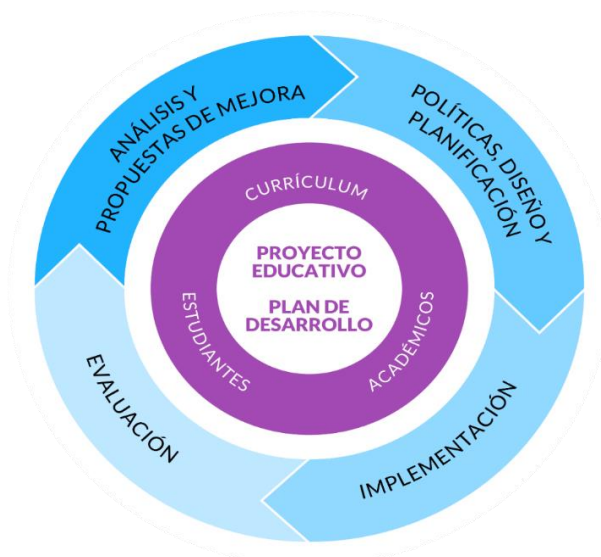 ANÁLISIS Y
PROPUESTAS DE MEJORA
POLÍTICAS, DISEÑO Y
PLANIFICACIÓN
IMPLEMENTACIÓN
EVALUACIÓN
CURRÍCULUM
ACADÉMICOS
ESTUDIANTES
PROYECTO
EDUCATIVO
PLAN DE
DESARROLLO